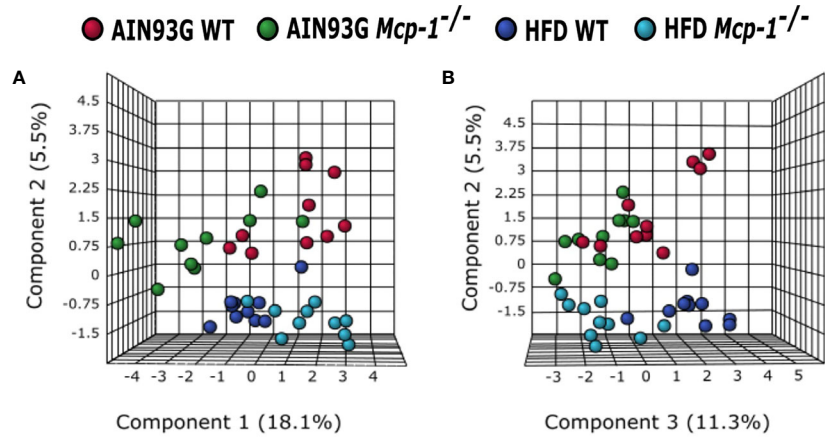 AIN93G WT AIN93G Mcp-1-/- HFD WT HFD Mcp-1-/-
A
B
Component 2 (5.5%)
4.5
3.75
3
2.25
1.5
0.75
0
-0.75
-1.5
-4 -3 -2 -1 0 1 2 3 4
Component 1 (18.1%)
Component 2 (5.5%)
4.5
3.75
3
2.25
1.5
0.75
0
-0.75
-1.5
-3 -2 -1 0 1 2 3 4 5
Component 3 (11.3%)